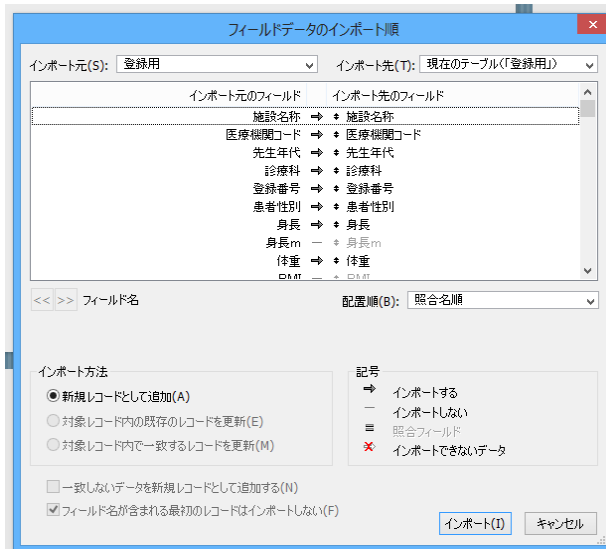 フィールドデータのインポート順
インポート元(S): 登録用 インポート先(T): 現在のテーブル(「登録用」)
インポート元のフィールド インポート先のフィールド
施設名称 ⇒ 施設名称
医療機関コード ⇒ 医療機関コード
先生年代 ⇒ 先生年代
診療科 ⇒ 診療科
登録番号 ⇒ 登録番号
患者性別 ⇒ 患者性別
身長 ⇒ 身長
身長m — 身長m
体重 ⇒ 体重
BMI — BMI
<< >> フィールド名 配置順(B): 照合名順
インポート方法
新規レコードとして追加(A)
対象レコード内の既存のレコードを更新(E)
対象レコード内で一致するレコードを更新(M)
記号
⇒ インポートする
— インポートしない
≡ 照合フィールド
インポートできないデータ
一致しないデータを新規レコードとして追加する(N)
フィールド名が含まれる最初のレコードはインポートしない(F)
インポート(I) キャンセル